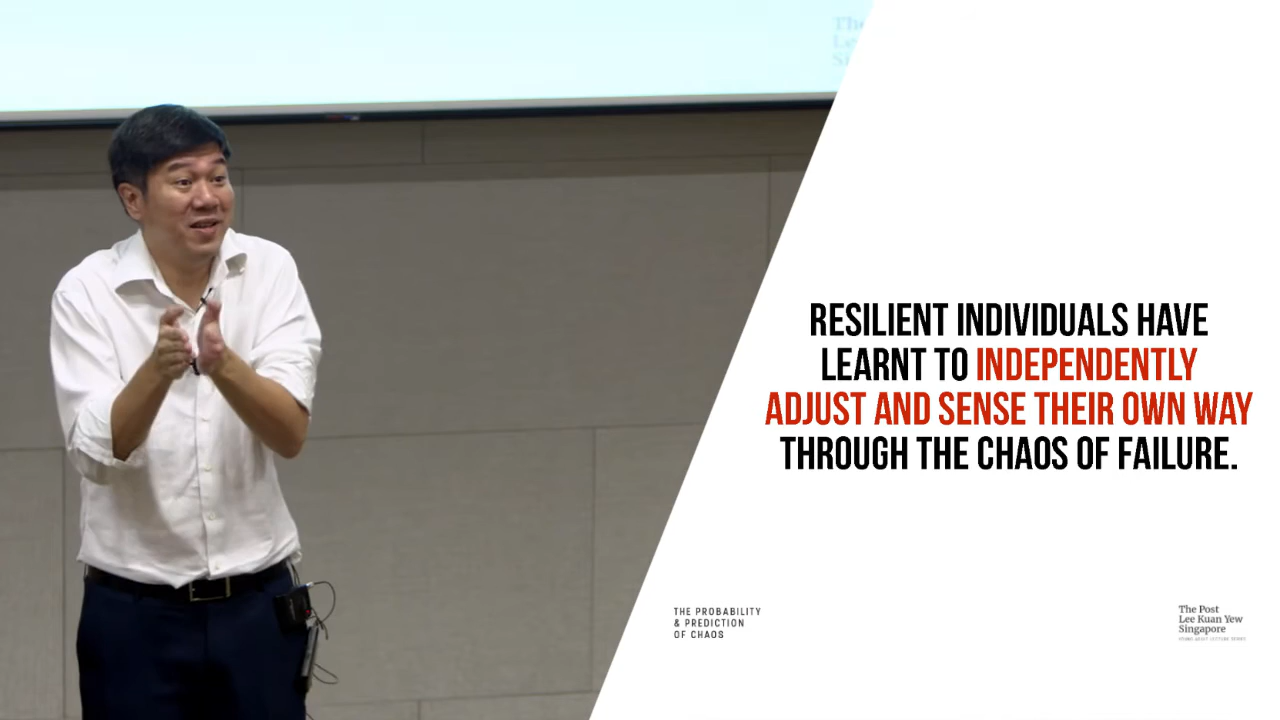 RESILIENT INDIVIDUALS HAVE
LEARNT TO INDEPENDENTLY
ADJUST AND SENSE THEIR OWN WAY
THROUGH THE CHAOS OF FAILURE.
THE PROBABILITY
& PREDICTION
OF CHAOS
The Post
Lee Kuan Yew
Singapore